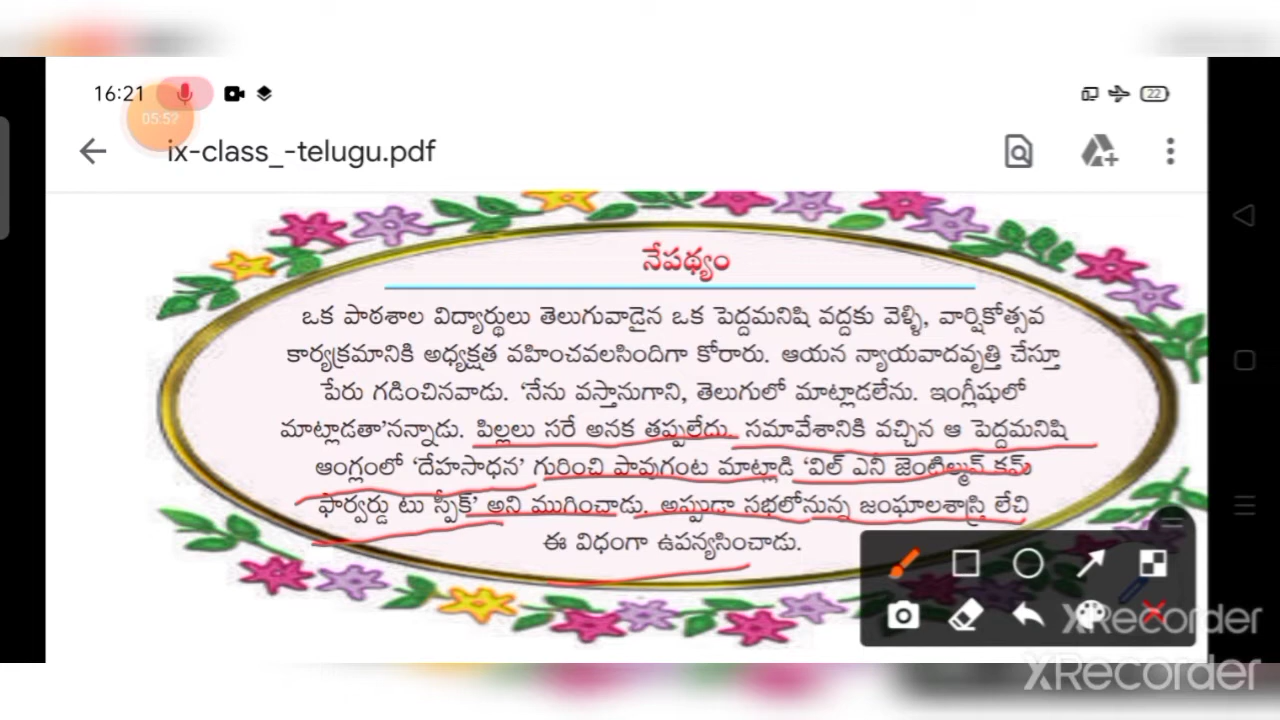 16:21
05:52
22
ix-class_-telugu.pdf
నేపథ్యం
ఒక పాఠశాల విద్యార్థులు తెలుగువాడైన ఒక పెద్దమనిషి వద్దకు వెళ్ళి, వార్షికోత్సవ
కార్యక్రమానికి అధ్యక్షత వహించవలసిందిగా కోరారు. ఆయన న్యాయవాదవృత్తి చేస్తూ
పేరు గడించినవాడు. ‘నేను వస్తానుగాని, తెలుగులో మాట్లాడలేను. ఇంగ్లీషులో
మాట్లాడతా’నన్నాడు. పిల్లలు సరే అనక తప్పలేదు. సమావేశానికి వచ్చిన ఆ పెద్దమనిషి
ఆంగ్లంలో ‘దేహసాధన’ గురించి పావుగంట మాట్లాడి ‘విల్ ఎనీ జెంటిల్మన్ కమ్
ఫార్వర్డు టు స్పీక్’ అని ముగించాడు. అప్పుడా సభలోనున్న జంఘాలశాస్త్రి లేచి
ఈ విధంగా ఉపన్యసించాడు.
XRecorder
XRecorder